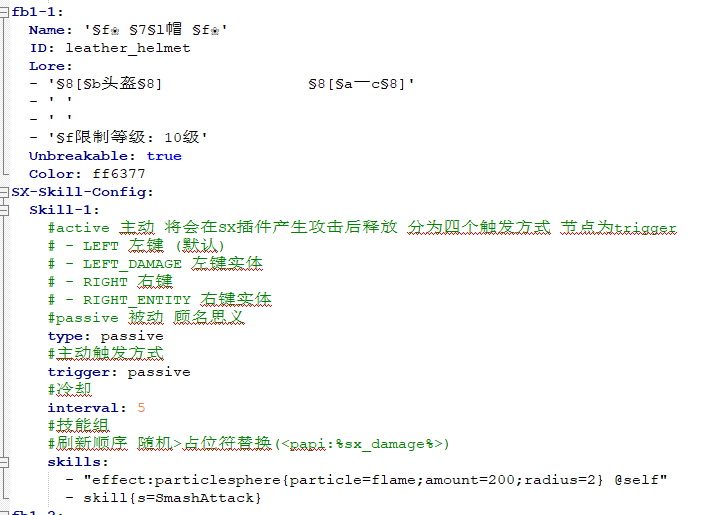 fb1-1:
  Name: '§f❀ §7§l帽 §f❀'
  ID: leather_helmet
  Lore:
  - '§8[§b头盔§8]                §8[§a一c§8]'
  - ' '
  - ' '
  - '§f限制等级: 10级'
  Unbreakable: true
  Color: ff6377
SX-Skill-Config:
  Skill-1:
    #active 主动 将会在sx插件产生攻击后释放 分为四个触发方式 节点为trigger
    # - LEFT 左键 (默认)
    # - LEFT_DAMAGE 左键实体
    # - RIGHT 右键
    # - RIGHT_ENTITY 右键实体
    #passive 被动 顾名思义
    type: passive
    #主动触发方式
    trigger: passive
    #冷却
    interval: 5
    #技能组
    #刷新顺序 随机>占位符替换(<papi:%sx_damage%>)
    skills:
      - "effect:particlesphere{particle=flame;amount=200;radius=2} @self"
      - skill{s=SmashAttack}
fb1-2: